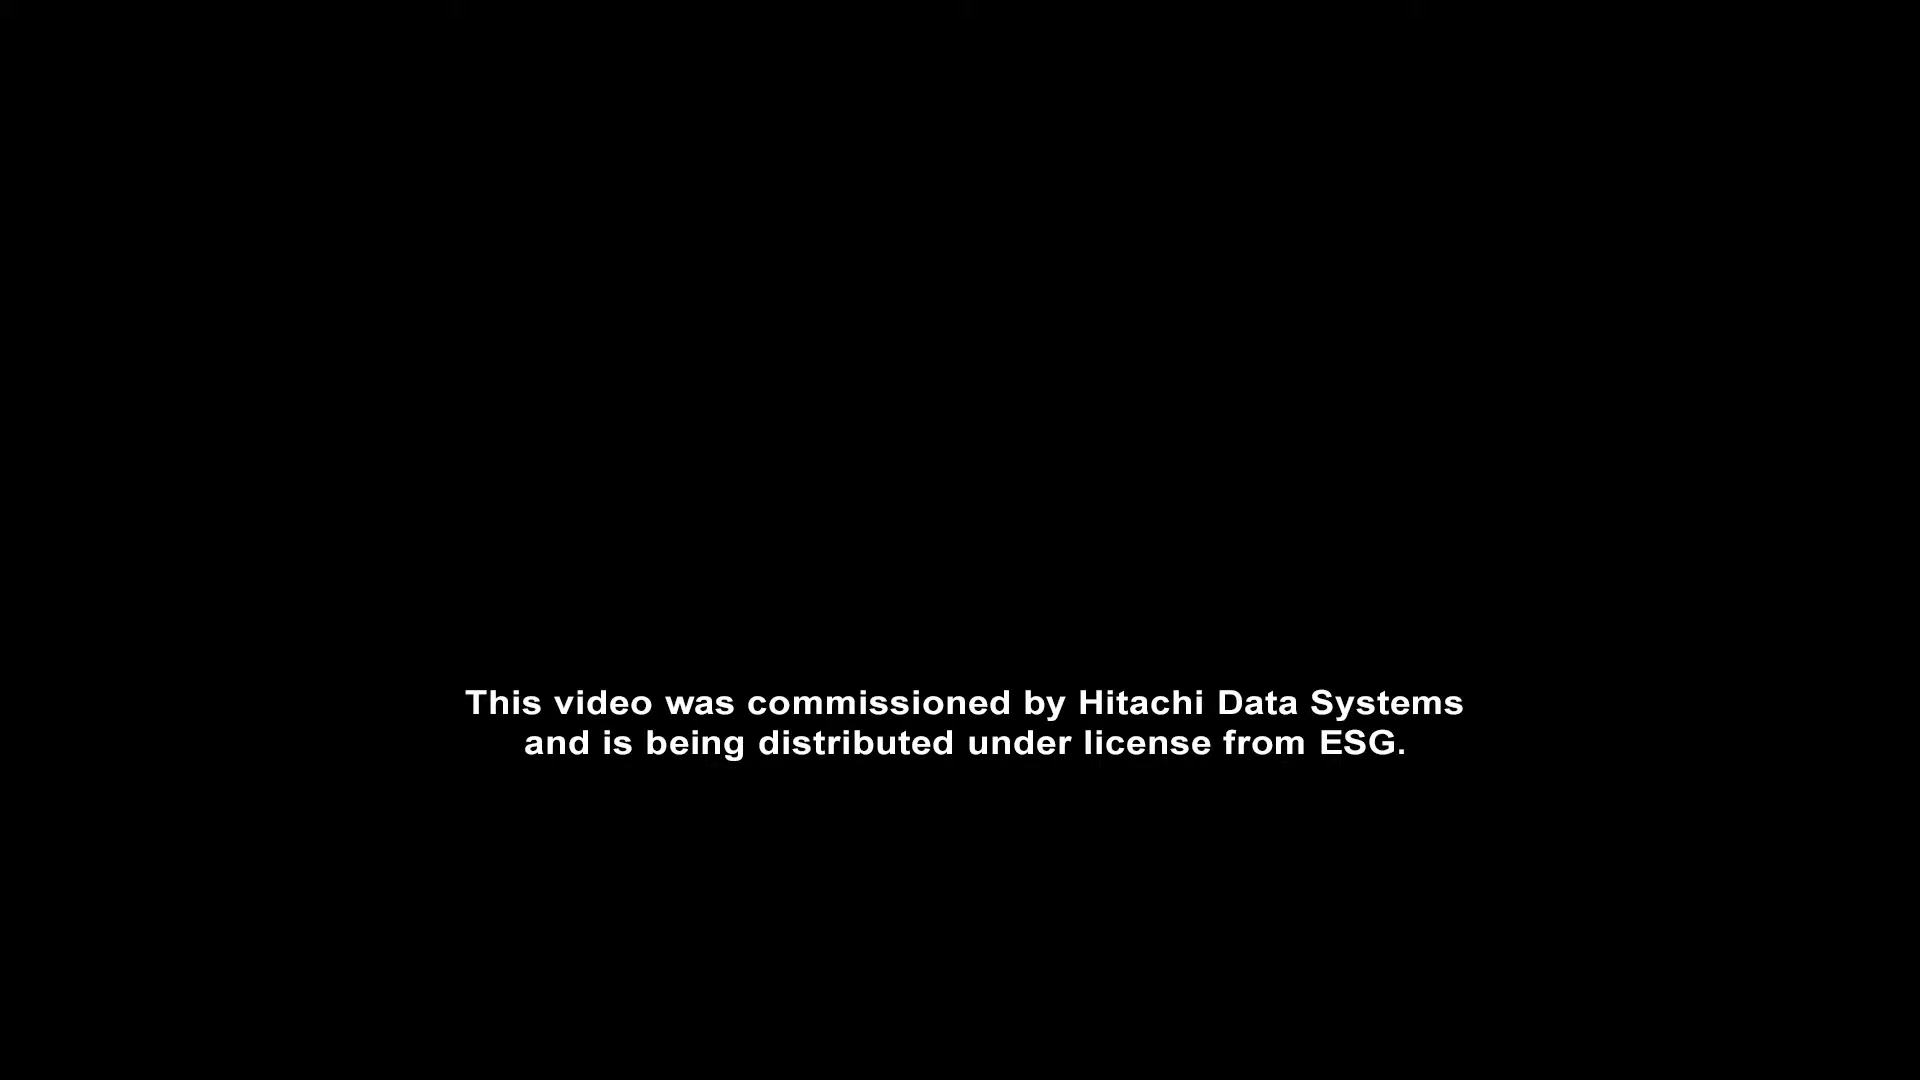 This video was commissioned by Hitachi Data Systems
and is being distributed under license from ESG.